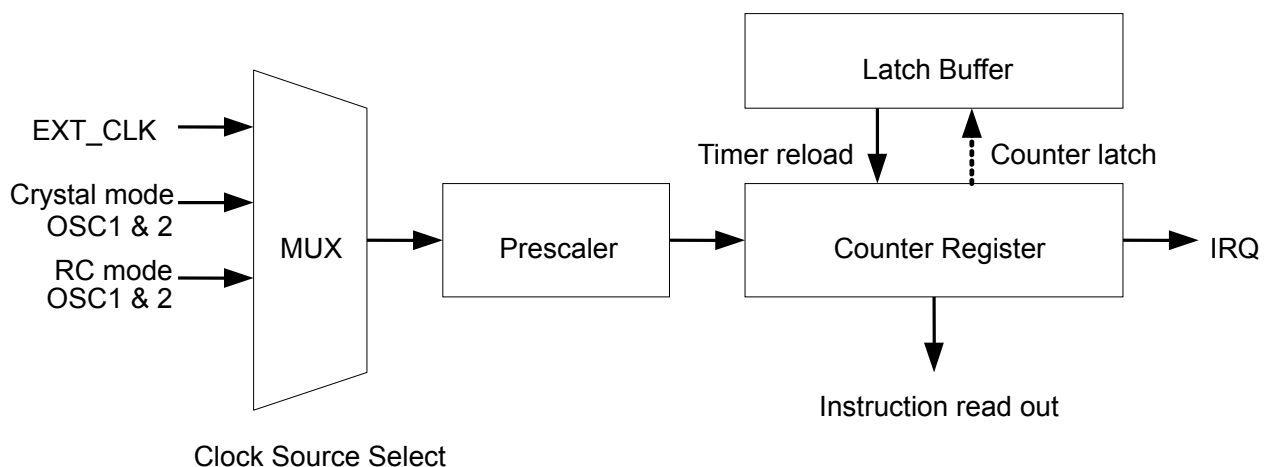 Latch Buffer
EXT_CLK
Timer reload
Counter latch
Crystal mode
OSC1 & 2
MUX
Prescaler
Counter Register
IRQ
RC mode
OSC1 & 2
Instruction read out
Clock Source Select